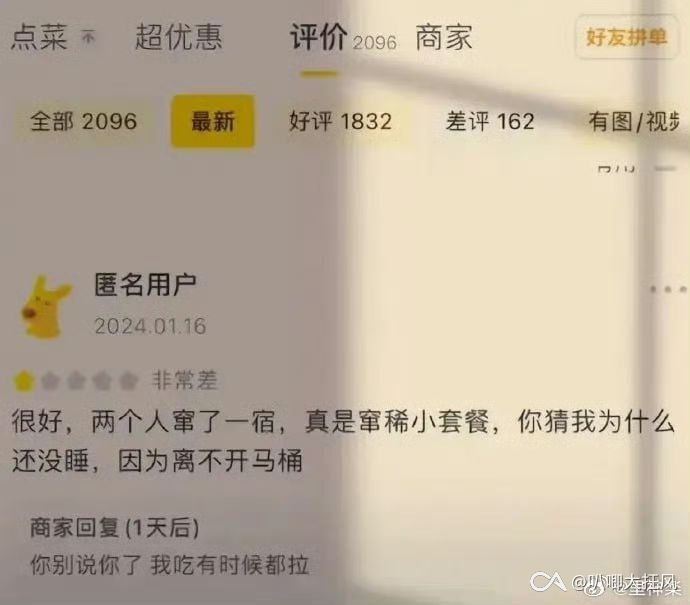 点菜
超优惠
评价 2096
商家
好友拼单
全部 2096
最新
好评 1832
差评 162
有图/视频
匿名用户
2024.01.16
非常差
很好，两个人窜了一宿，真是窜稀小套餐，你猜我为什么
还没睡，因为离不开马桶
商家回复(1天后)
你别说你了 我吃有时候都拉